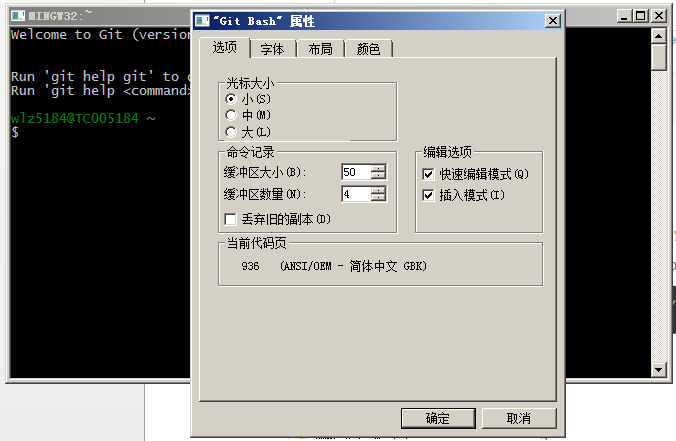 MINGW32:~
Welcome to Git (version
Run 'git help git' to d
Run 'git help <command>
wlz5184@TC005184 ~
$
"Git Bash" 属性
选项 字体 布局 颜色
光标大小
小(S)
中(M)
大(L)
命令记录
缓冲区大小(B): 50
缓冲区数量(N): 4
丢弃旧的副本(D)
编辑选项
快速编辑模式(Q)
插入模式(I)
当前代码页
936 (ANSI/OEM - 简体中文 GBK)
确定 取消